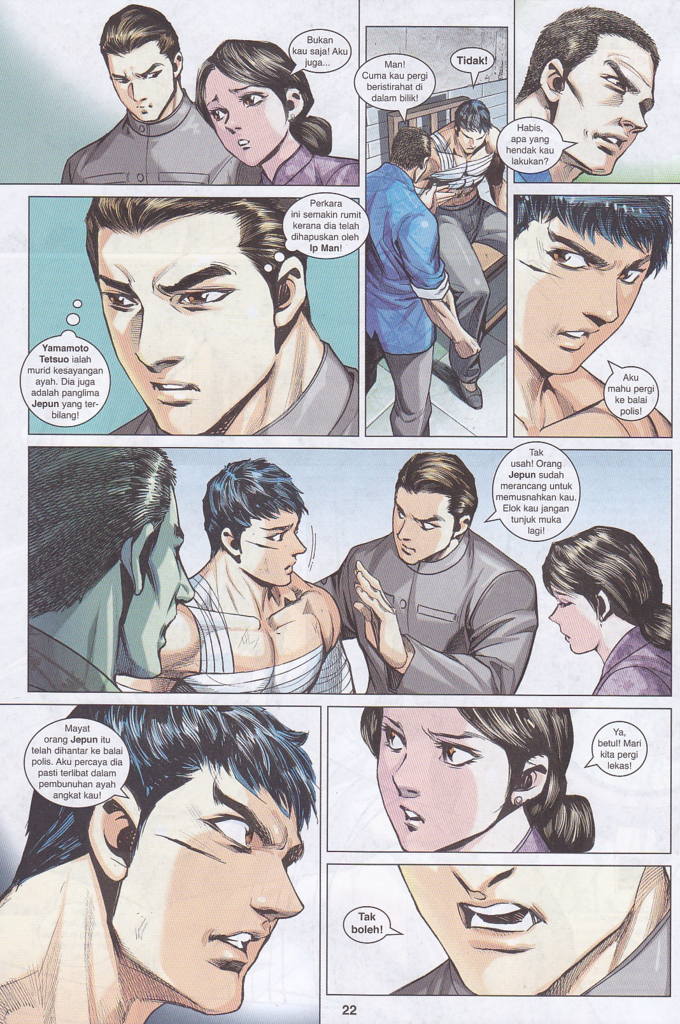 Bukan
kau saja! Aku
juga...
Man!
Cuma kau pergi
beristirahat di
dalam bilik!
Tidak!
Habis,
apa yang
hendak kau
lakukan?
Perkara
ini semakin rumit
kerana dia telah
dihapuskan oleh
Ip Man!
Yamamoto
Tetsuo ialah
murid kesayangan
ayah. Dia juga
adalah panglima
Jepun yang ter-
bilang!
Aku
mahu pergi
ke balai
polis!
Tak
usah! Orang
Jepun sudah
merancang untuk
memusnahkan kau.
Elok kau jangan
tunjuk muka
lagi!
Mayat
orang Jepun itu
telah dihantar ke balai
polis. Aku percaya dia
pasti terlibat dalam
pembunuhan ayah
angkat kau!
Ya,
betul! Mari
kita pergi
lekas!
Tak
boleh!
22